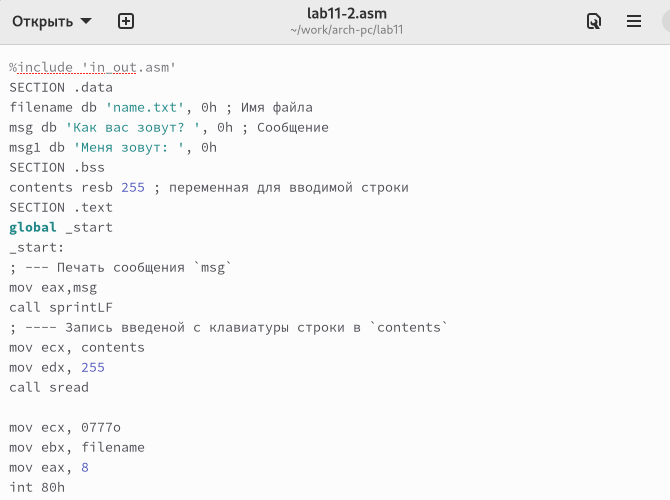 Открыть
lab11-2.asm
~/work/arch-pc/lab11
%include 'in_out.asm'
SECTION .data
filename db 'name.txt', 0h ; Имя файла
msg db 'Как вас зовут? ', 0h ; Сообщение
msg1 db 'Меня зовут: ', 0h
SECTION .bss
contents resb 255 ; переменная для вводимой строки
SECTION .text
global _start
_start:
; --- Печать сообщения `msg`
mov eax,msg
call sprintLF
; ---- Запись введеной с клавиатуры строки в `contents`
mov ecx, contents
mov edx, 255
call sread
mov ecx, 0777o
mov ebx, filename
mov eax, 8
int 80h